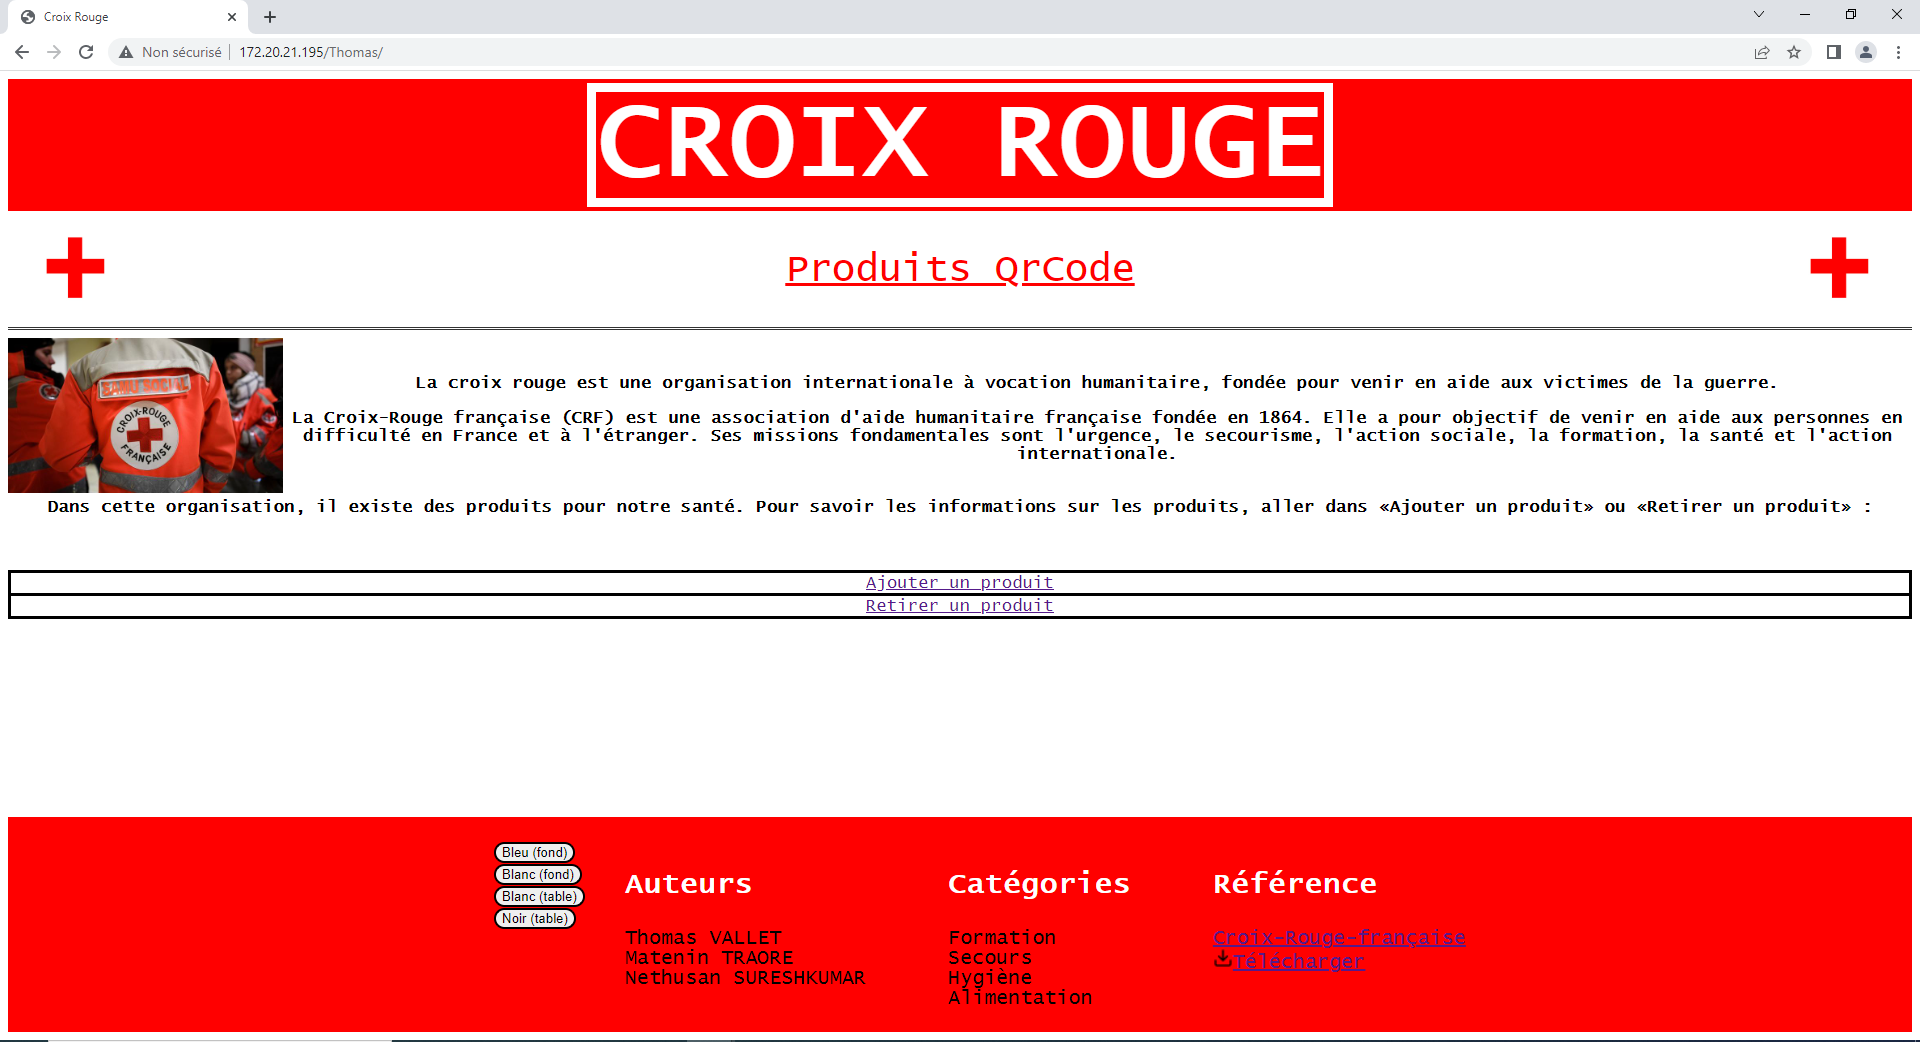 Croix Rouge
Non sécurisé
172.20.21.195/Thomas/
CROIX ROUGE
Produits QrCode
SAMU SOCIAL
CROIX-ROUGE
FRANÇAISE
La croix rouge est une organisation internationale à vocation humanitaire, fondée pour venir en aide aux victimes de la guerre.
La Croix-Rouge française (CRF) est une association d'aide humanitaire française fondée en 1864. Elle a pour objectif de venir en aide aux personnes en
difficulté en France et à l'étranger. Ses missions fondamentales sont l'urgence, le secourisme, l'action sociale, la formation, la santé et l'action
internationale.
Dans cette organisation, il existe des produits pour notre santé. Pour savoir les informations sur les produits, aller dans «Ajouter un produit» ou «Retirer un produit» :
Ajouter un produit
Retirer un produit
Bleu (fond)
Blanc (fond)
Blanc (table)
Noir (table)
Auteurs
Thomas VALLET
Matenin TRAORE
Nethusan SURESHKUMAR
Catégories
Formation
Secours
Hygiène
Alimentation
Référence
Croix-Rouge-française
Télécharger